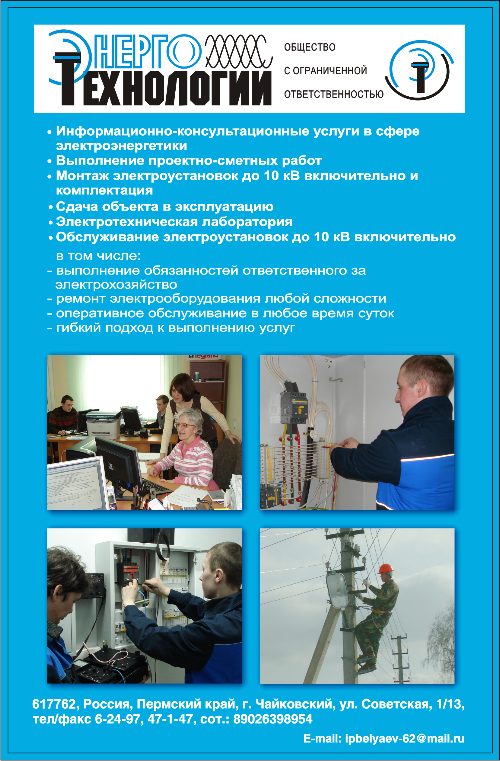 ЭНЕРГО
ТЕХНОЛОГИИ
ОБЩЕСТВО
С ОГРАНИЧЕННОЙ
ОТВЕТСТВЕННОСТЬЮ
• Информационно-консультационные услуги в сфере
электроэнергетики
• Выполнение проектно-сметных работ
• Монтаж электроустановок до 10 кВ включительно и
комплектация
• Сдача объекта в эксплуатацию
• Электротехническая лаборатория
• Обслуживание электроустановок до 10 кВ включительно
в том числе:
- выполнение обязанностей ответственного за
электрохозяйство
- ремонт электрооборудования любой сложности
- оперативное обслуживание в любое время суток
- гибкий подход к выполнению услуг
617762, Россия, Пермский край, г. Чайковский, ул. Советская, 1/13,
тел/факс 6-24-97, 47-1-47, сот.: 89026398954
E-mail: ipbelyaev-62@mail.ru